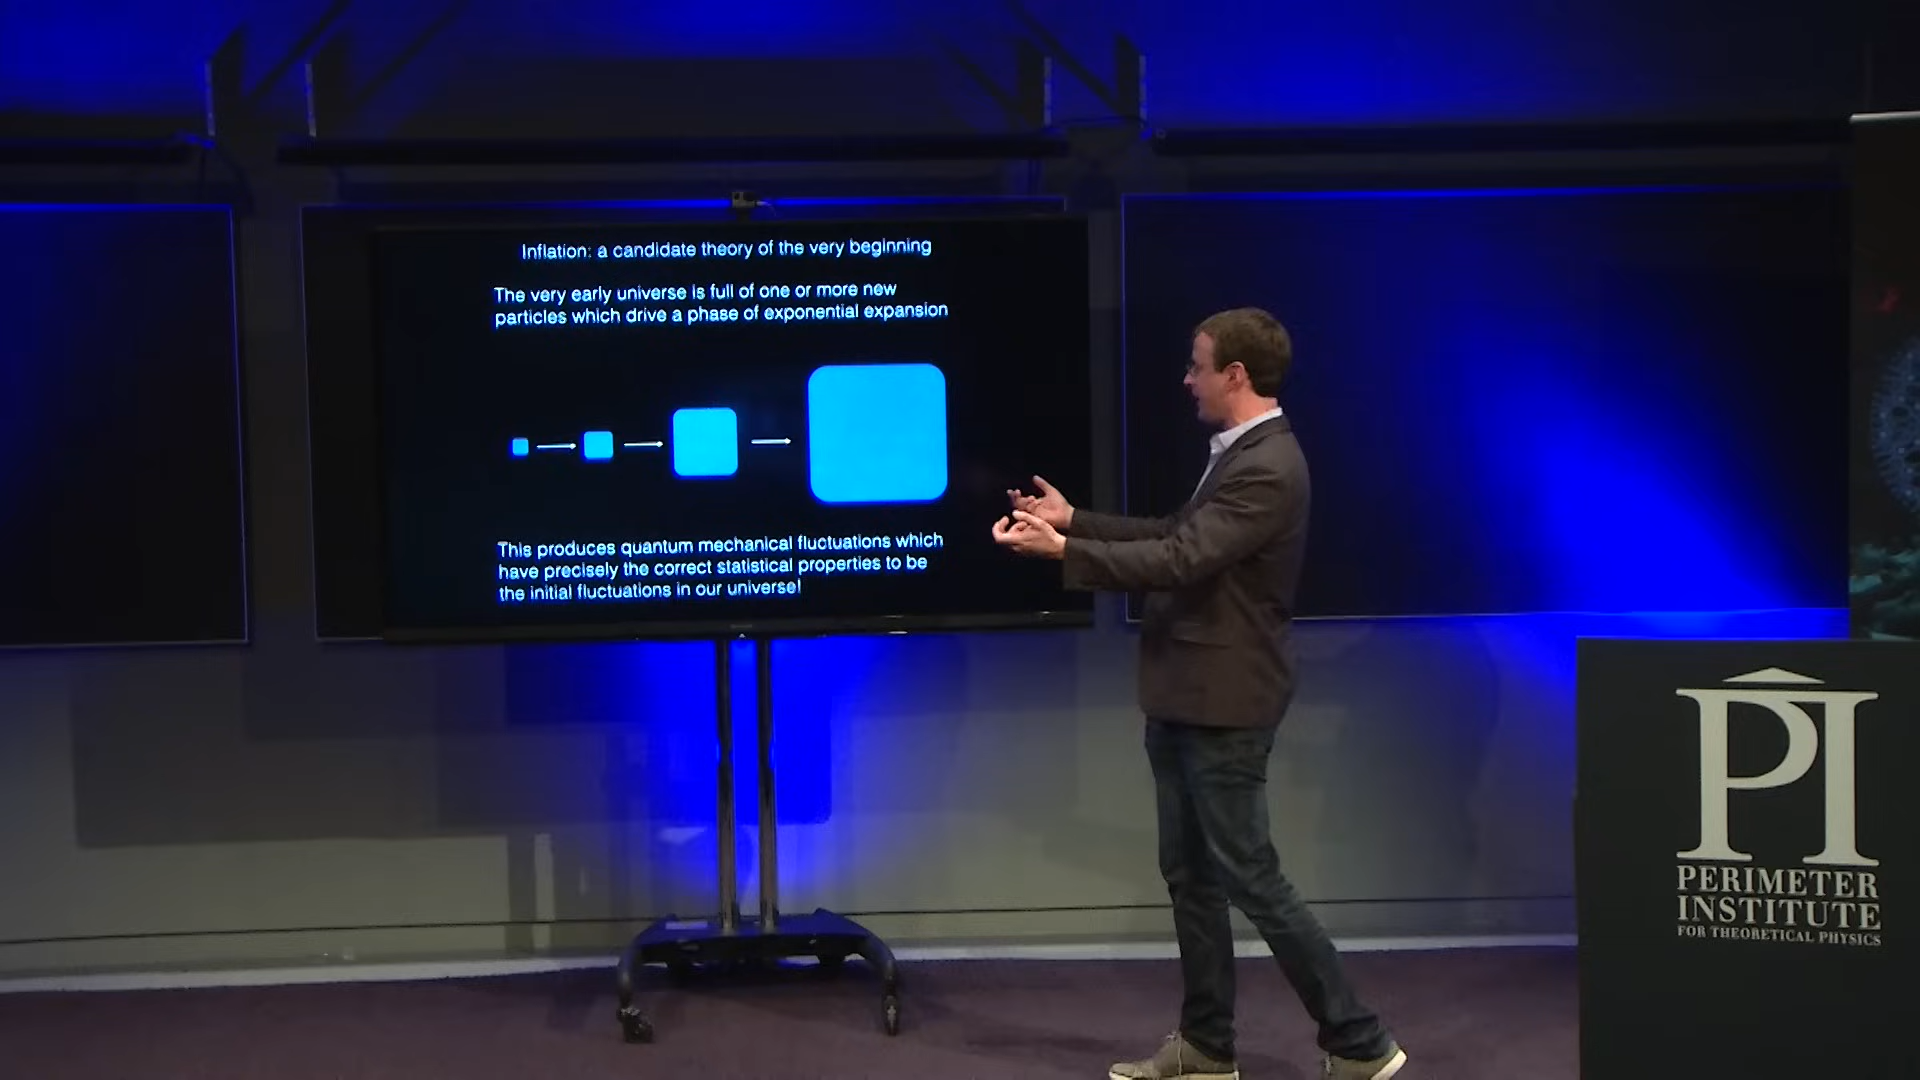 Inflation: a candidate theory of the very beginning
The very early universe is full of one or more new
particles which drive a phase of exponential expansion
This produces quantum mechanical fluctuations which
have precisely the correct statistical properties to be
the initial fluctuations in our universe!
PI
PERIMETER
INSTITUTE
FOR THEORETICAL PHYSICS